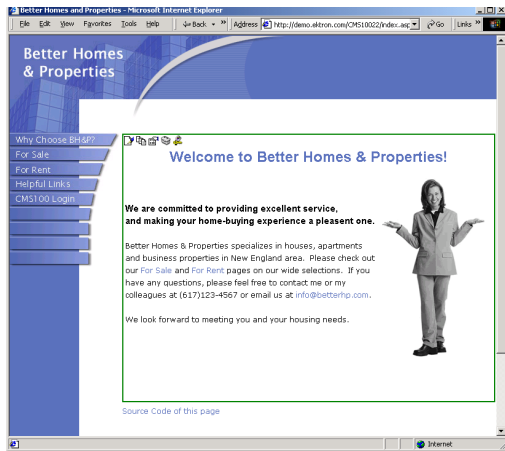 Better Homes and Properties - Microsoft Internet Explorer
File Edit View Favorites Tools Help Back » Address http://demo.ektron.com/CMS10022/index.asp Go Links »
Better Homes
& Properties
Why Choose BH&P?
For Sale
For Rent
Helpful Links
CMS100 Login
Welcome to Better Homes & Properties!
We are committed to providing excellent service,
and making your home-buying experience a pleasent one.
Better Homes & Properties specializes in houses, apartments
and business properties in New England area. Please check out
our For Sale and For Rent pages on our wide selections. If you
have any questions, please feel free to contact me or my
colleagues at (617)123-4567 or email us at info@betterhp.com.
We look forward to meeting you and your housing needs.
Source Code of this page
Internet